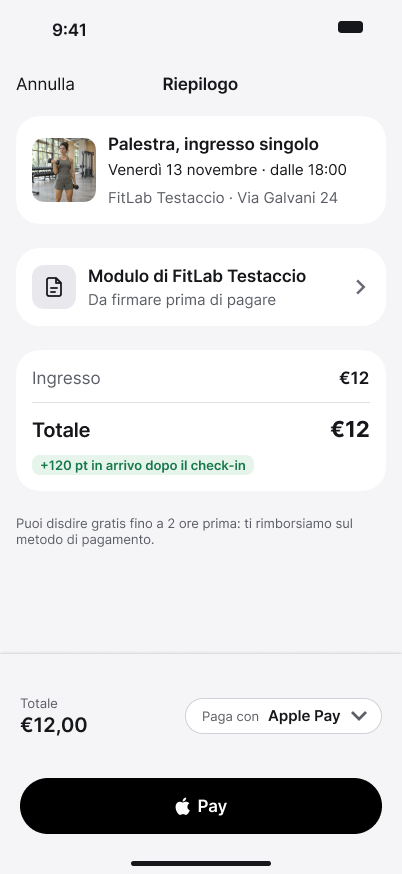 9:41
Annulla
Riepilogo
Palestra, ingresso singolo
Venerdì 13 novembre · dalle 18:00
FitLab Testaccio · Via Galvani 24
Modulo di FitLab Testaccio
Da firmare prima di pagare
Ingresso €12
Totale €12
+120 pt in arrivo dopo il check-in
Puoi disdire gratis fino a 2 ore prima: ti rimborsiamo sul
metodo di pagamento.
Totale
€12,00
Paga con Apple Pay
Pay